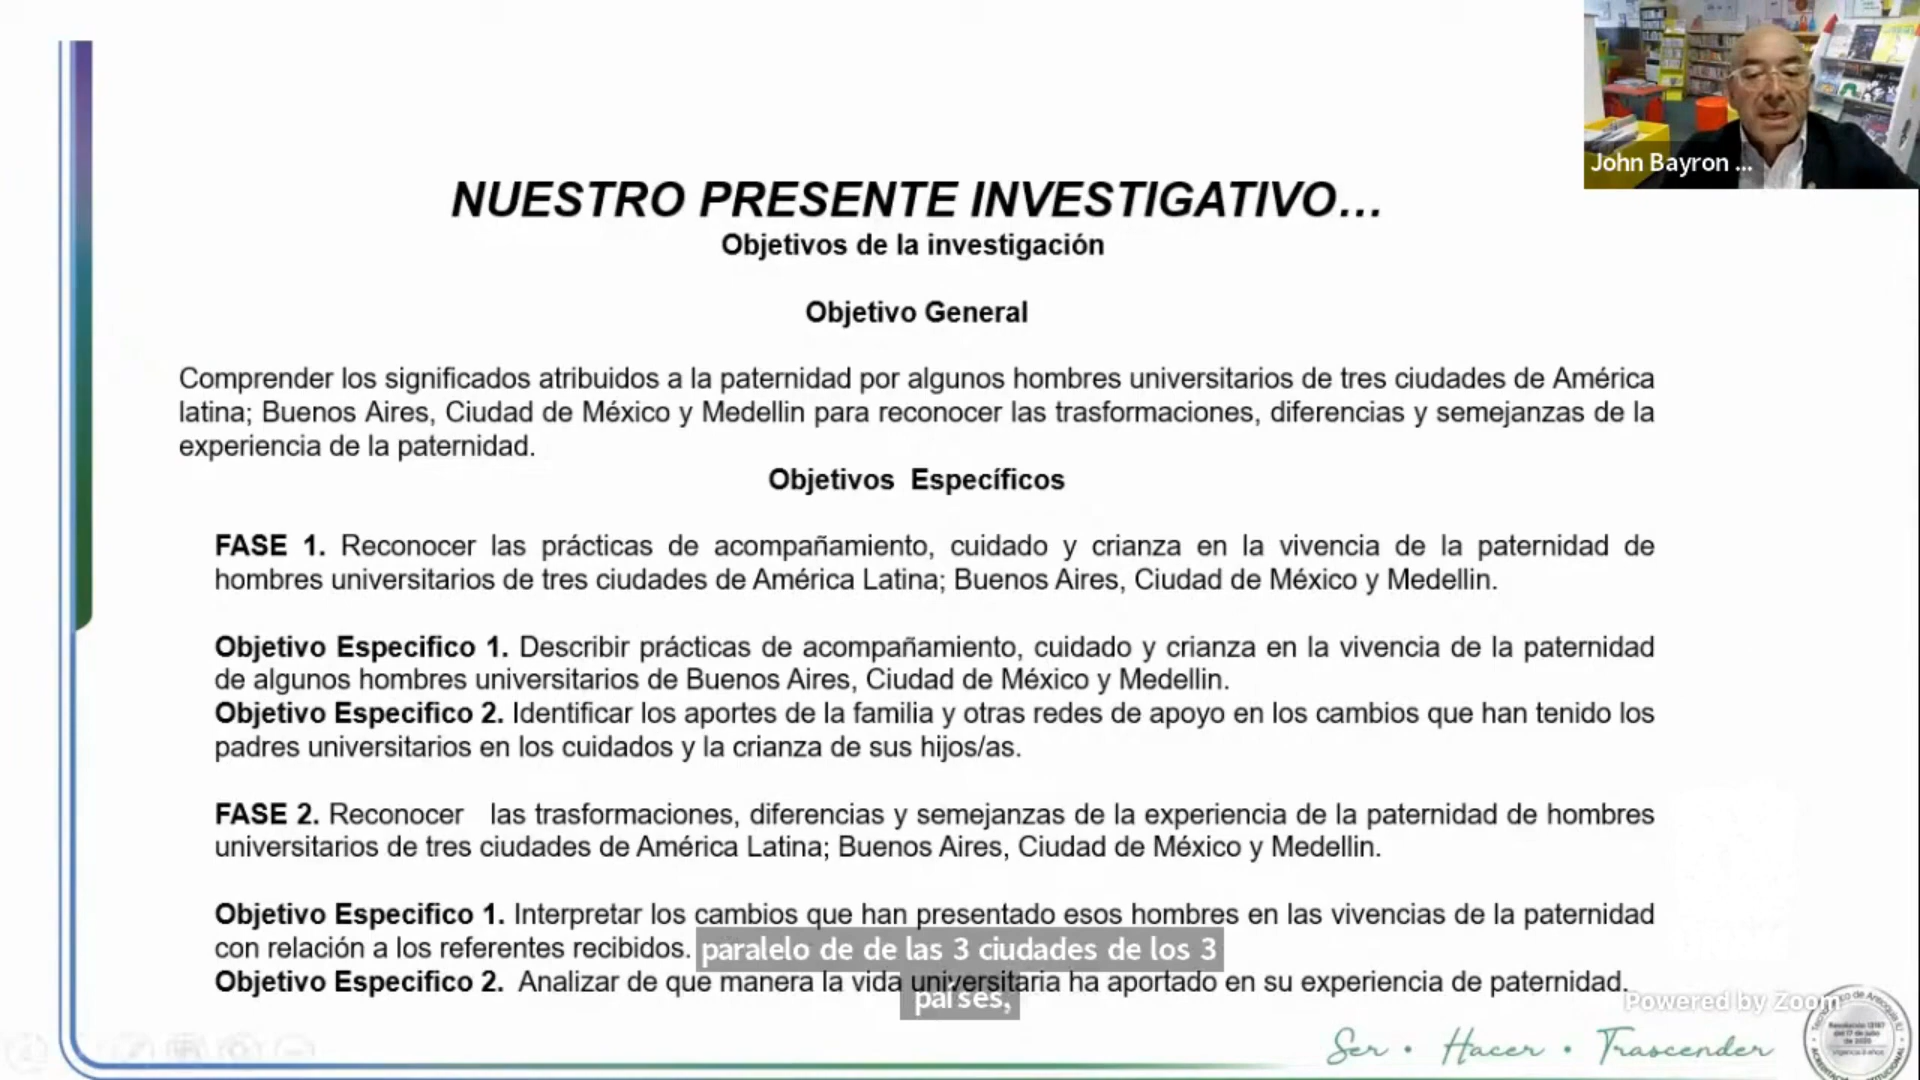 John Bayron ...
NUESTRO PRESENTE INVESTIGATIVO...
Objetivos de la investigación
Objetivo General
Comprender los significados atribuidos a la paternidad por algunos hombres universitarios de tres ciudades de América
latina; Buenos Aires, Ciudad de México y Medellin para reconocer las trasformaciones, diferencias y semejanzas de la
experiencia de la paternidad.
Objetivos Específicos
FASE 1. Reconocer las prácticas de acompañamiento, cuidado y crianza en la vivencia de la paternidad de
hombres universitarios de tres ciudades de América Latina; Buenos Aires, Ciudad de México y Medellin.
Objetivo Especifico 1. Describir prácticas de acompañamiento, cuidado y crianza en la vivencia de la paternidad
de algunos hombres universitarios de Buenos Aires, Ciudad de México y Medellin.
Objetivo Especifico 2. Identificar los aportes de la familia y otras redes de apoyo en los cambios que han tenido los
padres universitarios en los cuidados y la crianza de sus hijos/as.
FASE 2. Reconocer las trasformaciones, diferencias y semejanzas de la experiencia de la paternidad de hombres
universitarios de tres ciudades de América Latina; Buenos Aires, Ciudad de México y Medellin.
Objetivo Especifico 1. Interpretar los cambios que han presentado esos hombres en las vivencias de la paternidad
con relación a los referentes recibidos.
paralelo de de las 3 ciudades de los 3
Objetivo Especifico 2. Analizar de que manera la vida universitaria ha aportado en su experiencia de paternidad.
países,
Powered by Zoom
Ser • Hacer • Trascender